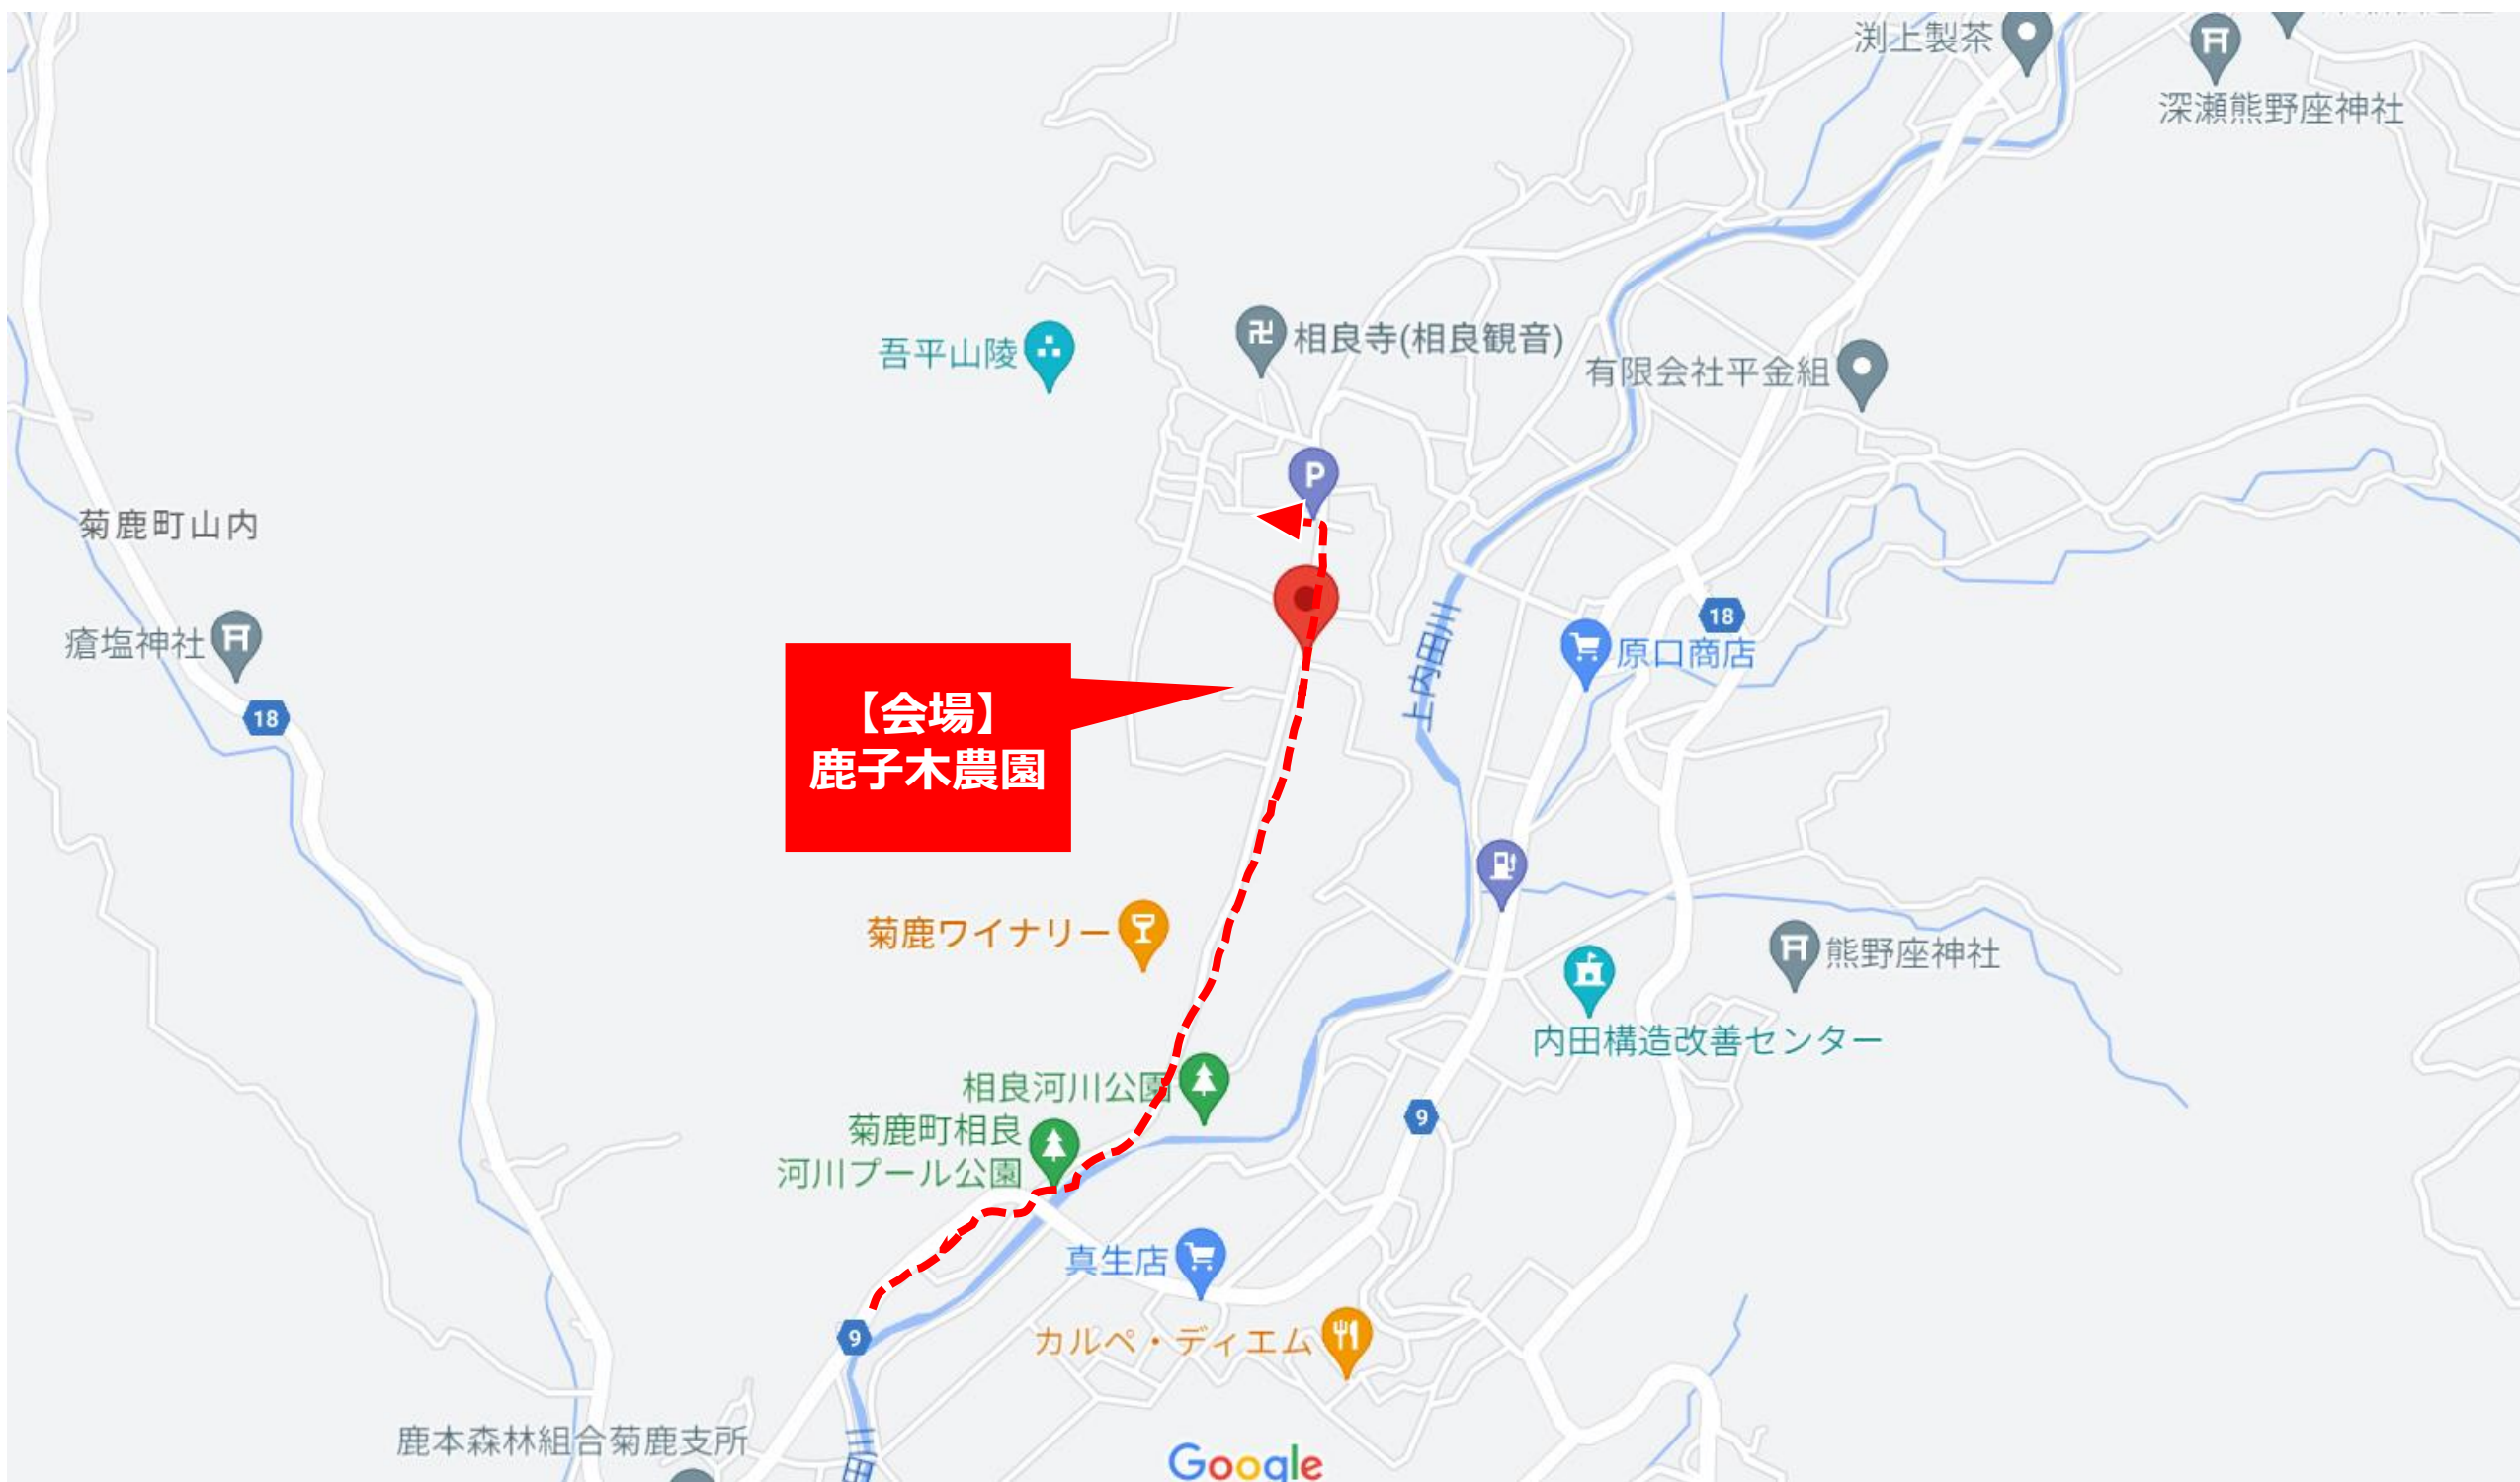 渕上製茶
深瀬熊野座神社
相良寺(相良観音)
吾平山陵
有限会社平金組
P
菊鹿町山内
18
原口商店
瘡塩神社
18
上内田川
【会場】
鹿子木農園
菊鹿ワイナリー
熊野座神社
内田構造改善センター
相良河川公園
9
菊鹿町相良
河川プール公園
真生店
9
カルペ・ディエム
鹿本森林組合菊鹿支所
Google